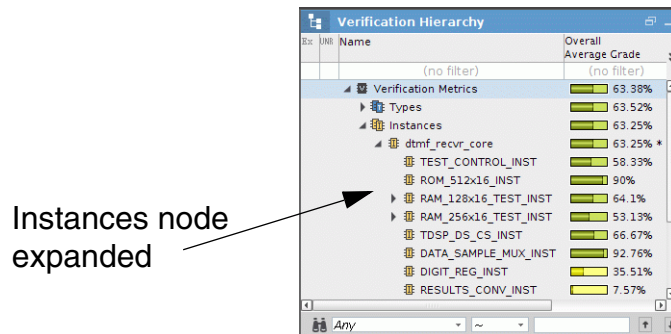 Verification Hierarchy
Ex UNR Name Overall Average Grade
(no filter) (no filter)
Verification Metrics 63.38%
Types 63.52%
Instances 63.25%
dtmf_recvr_core 63.25% *
TEST_CONTROL_INST 58.33%
ROM_512x16_INST 90%
RAM_128x16_TEST_INST 64.1%
RAM_256x16_TEST_INST 53.13%
TDSP_DS_CS_INST 66.67%
DATA_SAMPLE_MUX_INST 92.76%
DIGIT_REG_INST 35.51%
RESULTS_CONV_INST 7.57%
Any ~
Instances node
expanded